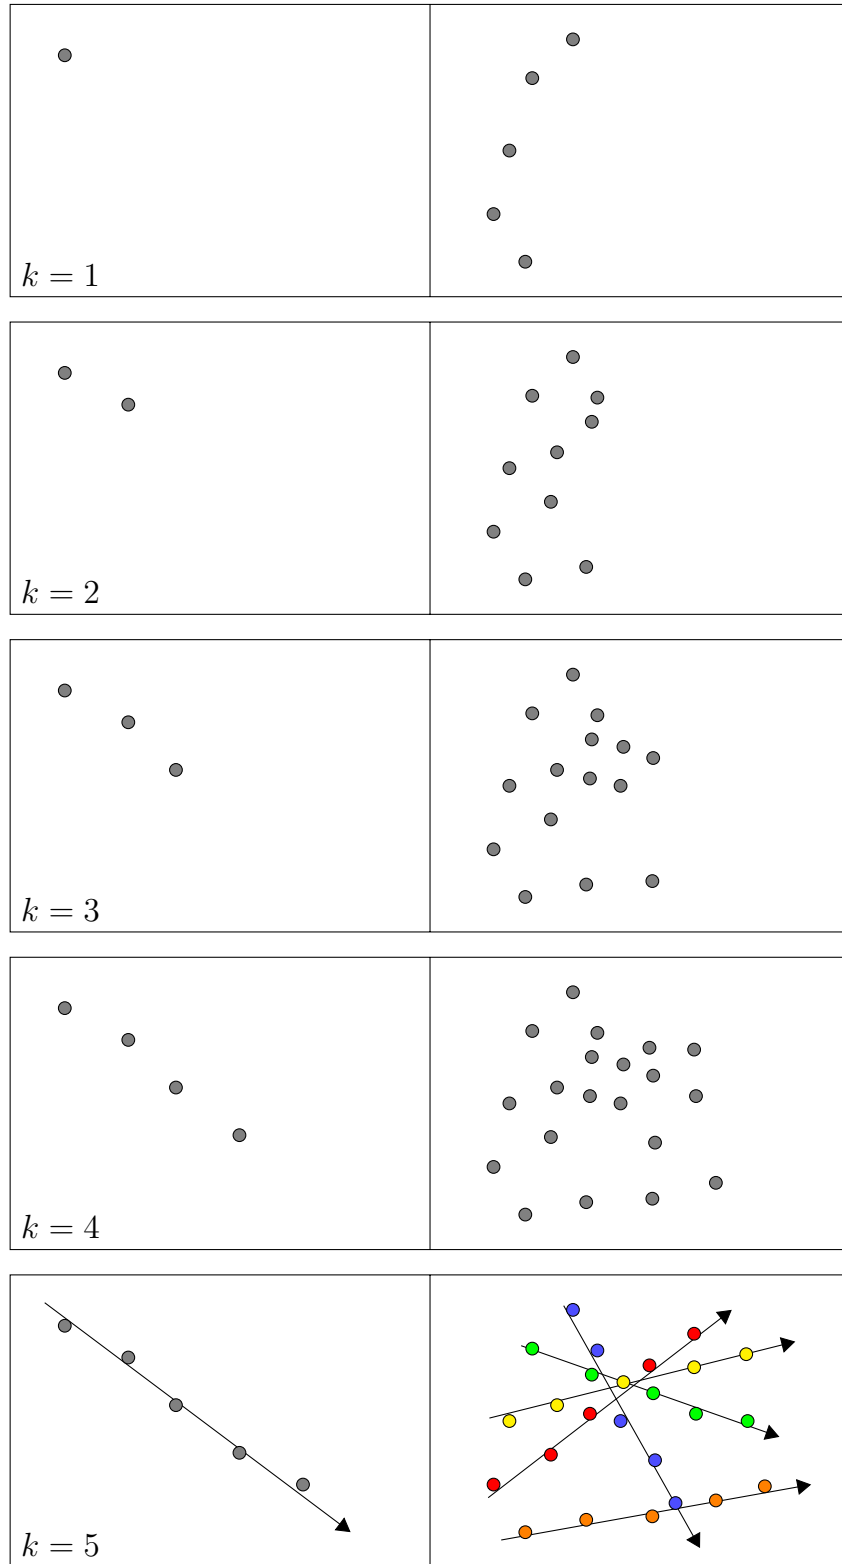 k = 1
k = 2
k = 3
k = 4
k = 5